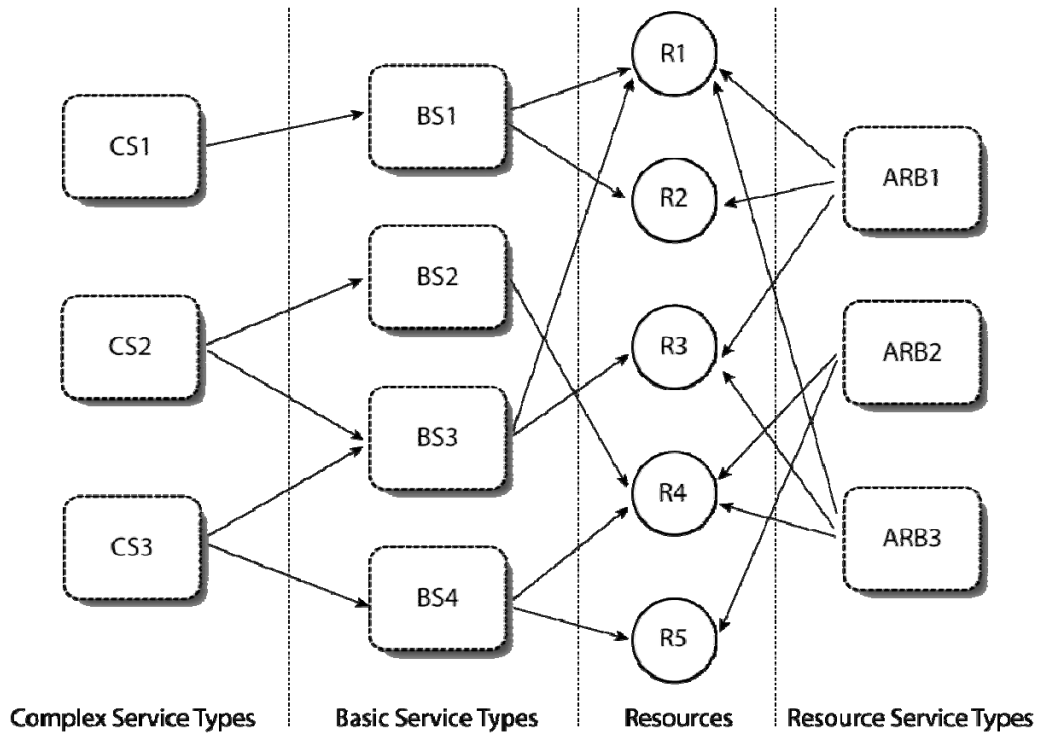 R1
BS1
CS1
ARB1
R2
BS2
CS2
R3
ARB2
BS3
R4
CS3
ARB3
BS4
R5
Complex Service Types
Basic Service Types
Resources
Resource Service Types